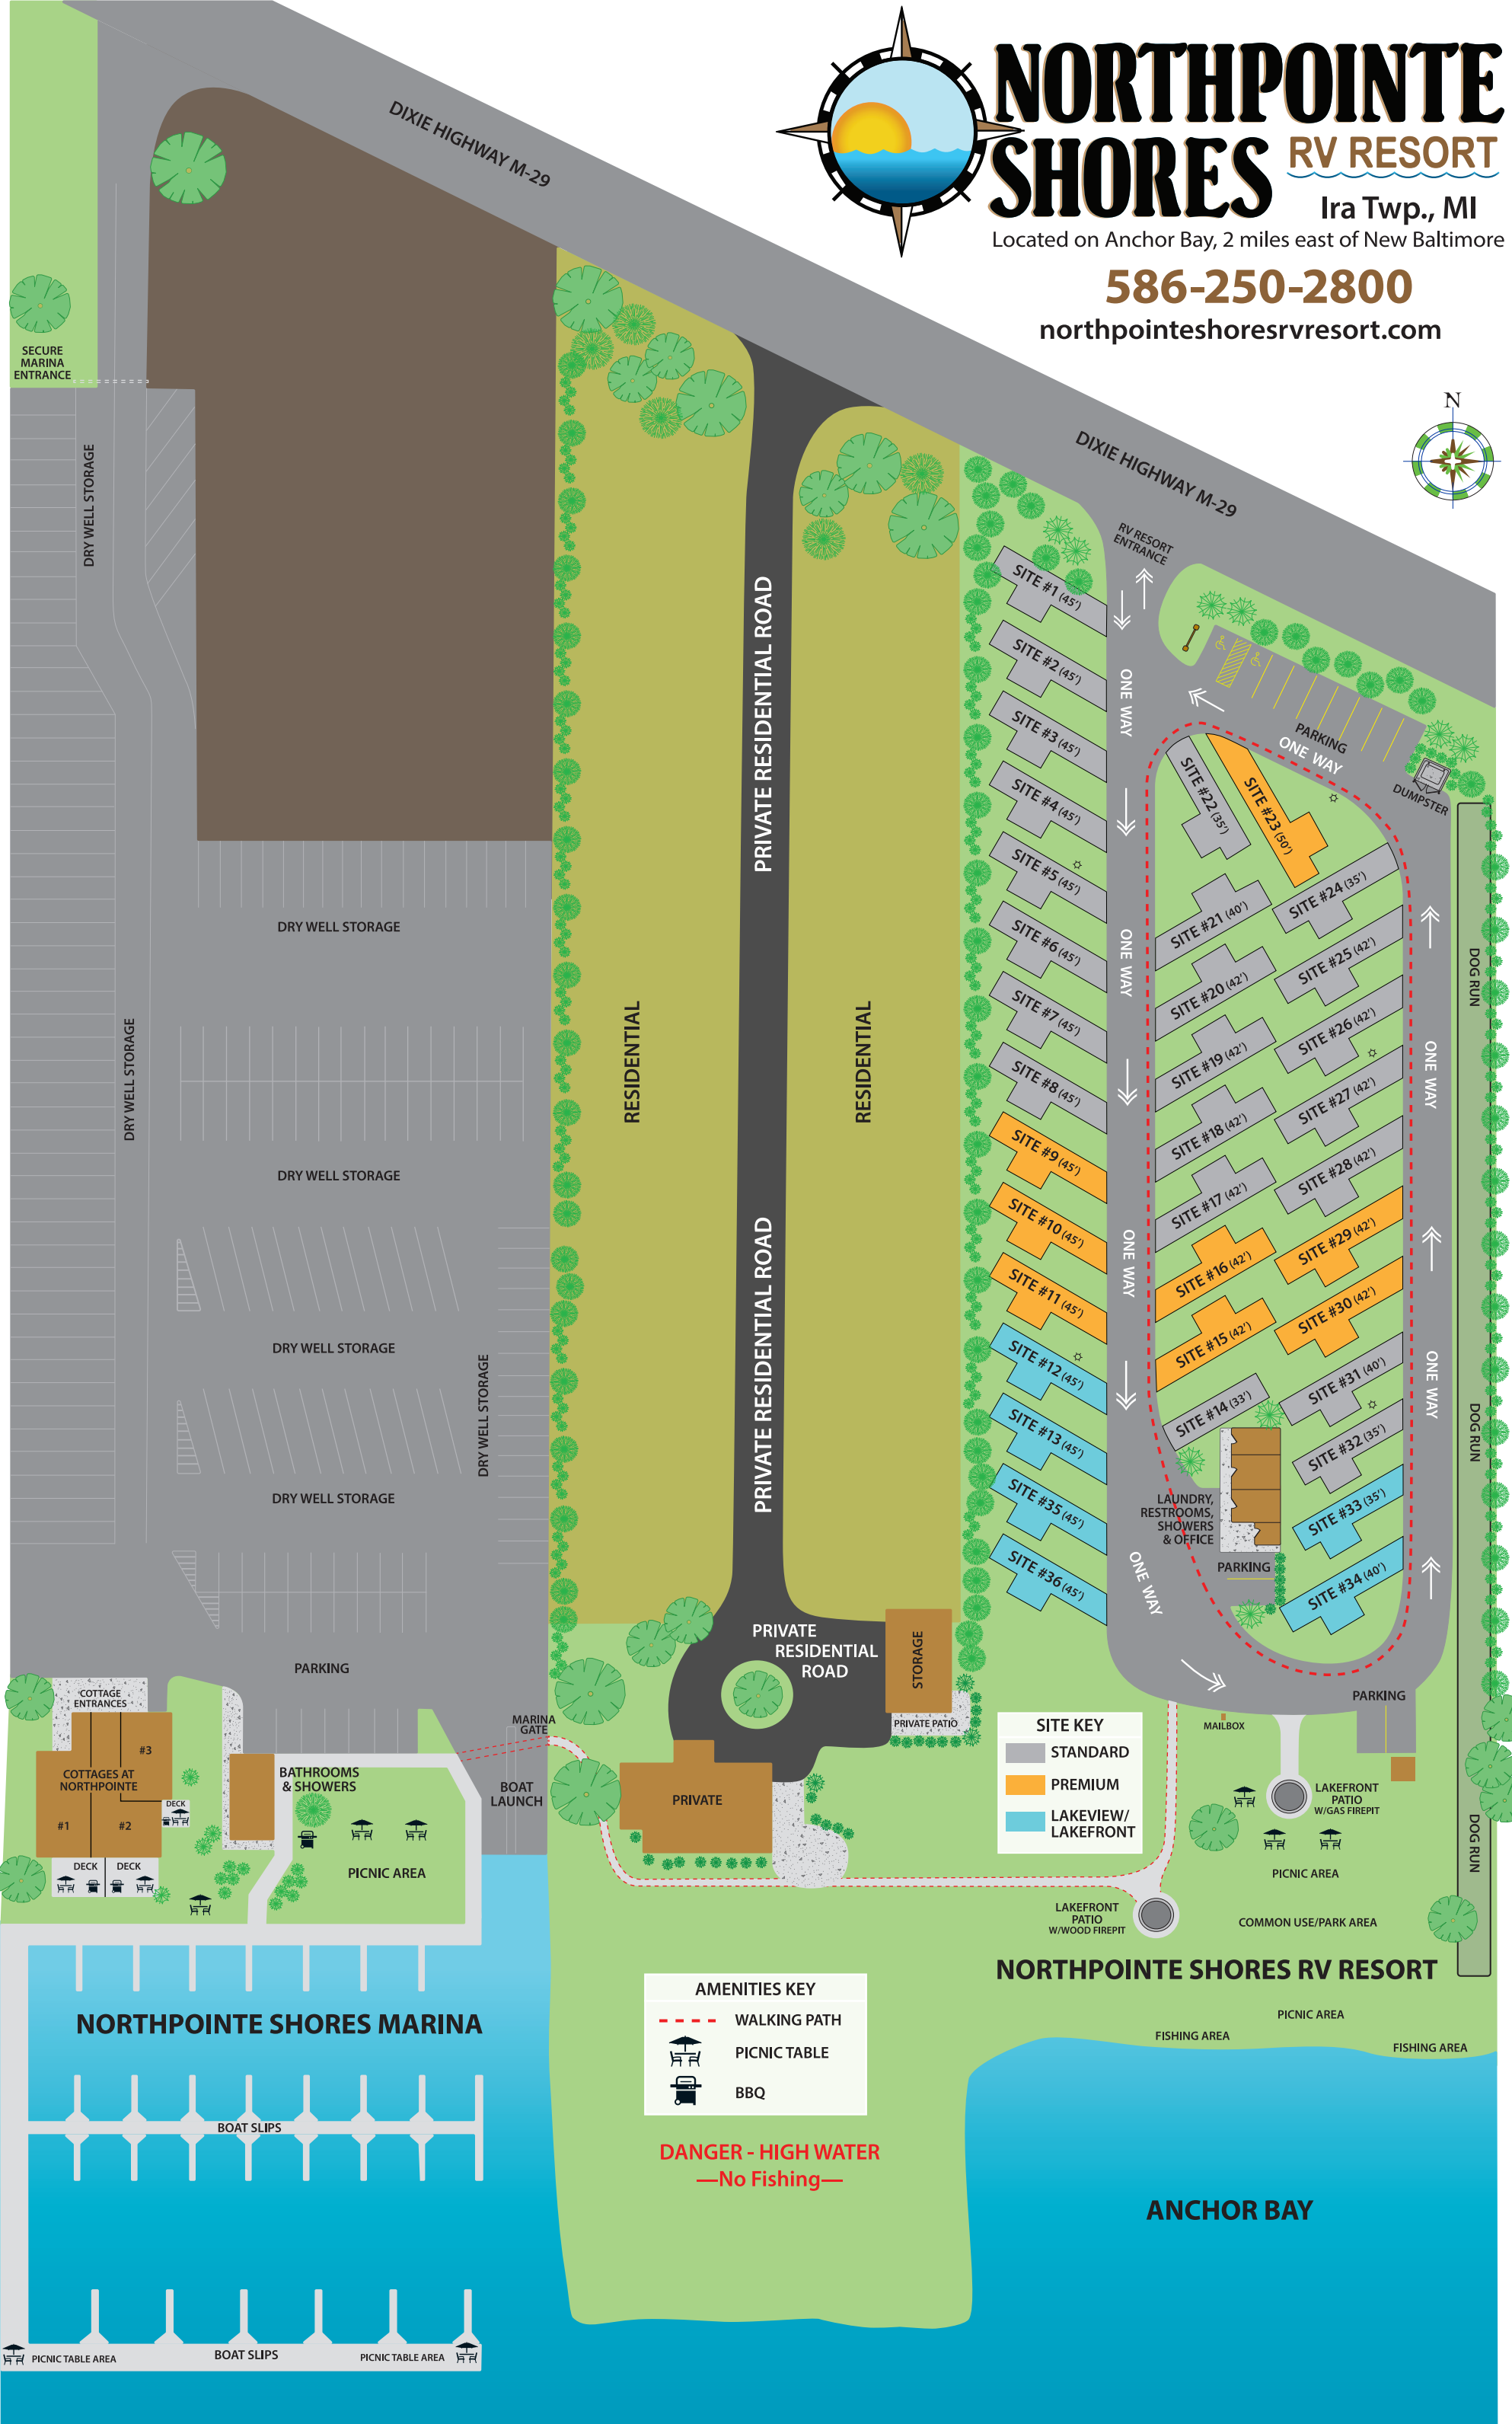 NORTHPOINTE
SHORES
RV RESORT
Ira Twp., MI
Located on Anchor Bay, 2 miles east of New Baltimore
586-250-2800
northpointeshoresrvresort.com
N
DIXIE HIGHWAY M-29
DIXIE HIGHWAY M-29
SECURE
MARINA
ENTRANCE
DRY WELL STORAGE
DRY WELL STORAGE
DRY WELL STORAGE
DRY WELL STORAGE
DRY WELL STORAGE
DRY WELL STORAGE
DRY WELL STORAGE
PARKING
RESIDENTIAL
RESIDENTIAL
PRIVATE RESIDENTIAL ROAD
PRIVATE RESIDENTIAL ROAD
PRIVATE
RESIDENTIAL
ROAD
STORAGE
PRIVATE PATIO
PRIVATE
RV RESORT
ENTRANCE
ONE WAY
ONE WAY
ONE WAY
ONE WAY
ONE WAY
ONE WAY
ONE WAY
PARKING
DUMPSTER
DOG RUN
DOG RUN
DOG RUN
SITE #1 (45')
SITE #2 (45')
SITE #3 (45')
SITE #4 (45')
SITE #5 (45')
SITE #6 (45')
SITE #7 (45')
SITE #8 (45')
SITE #9 (45')
SITE #10 (45')
SITE #11 (45')
SITE #12 (45')
SITE #13 (45')
SITE #35 (45')
SITE #36 (45')
SITE #22 (35')
SITE #23 (50')
SITE #21 (40')
SITE #20 (42')
SITE #19 (42')
SITE #18 (42')
SITE #17 (42')
SITE #16 (42')
SITE #15 (42')
SITE #14 (33')
SITE #24 (35')
SITE #25 (42')
SITE #26 (42')
SITE #27 (42')
SITE #28 (42')
SITE #29 (42')
SITE #30 (42')
SITE #31 (40')
SITE #32 (35')
SITE #33 (35')
SITE #34 (40')
LAUNDRY,
RESTROOMS,
SHOWERS
& OFFICE
PARKING
PARKING
MAILBOX
SITE KEY
STANDARD
PREMIUM
LAKEVIEW/
LAKEFRONT
LAKEFRONT
PATIO
W/GAS FIREPIT
PICNIC AREA
LAKEFRONT
PATIO
W/WOOD FIREPIT
COMMON USE/PARK AREA
NORTHPOINTE SHORES RV RESORT
PICNIC AREA
FISHING AREA
FISHING AREA
ANCHOR BAY
COTTAGE
ENTRANCES
#3
COTTAGES AT
NORTHPOINTE
#1
#2
DECK
DECK
DECK
BATHROOMS
& SHOWERS
PICNIC AREA
MARINA
GATE
BOAT
LAUNCH
NORTHPOINTE SHORES MARINA
BOAT SLIPS
PICNIC TABLE AREA
BOAT SLIPS
PICNIC TABLE AREA
AMENITIES KEY
WALKING PATH
PICNIC TABLE
BBQ
DANGER - HIGH WATER
—No Fishing—